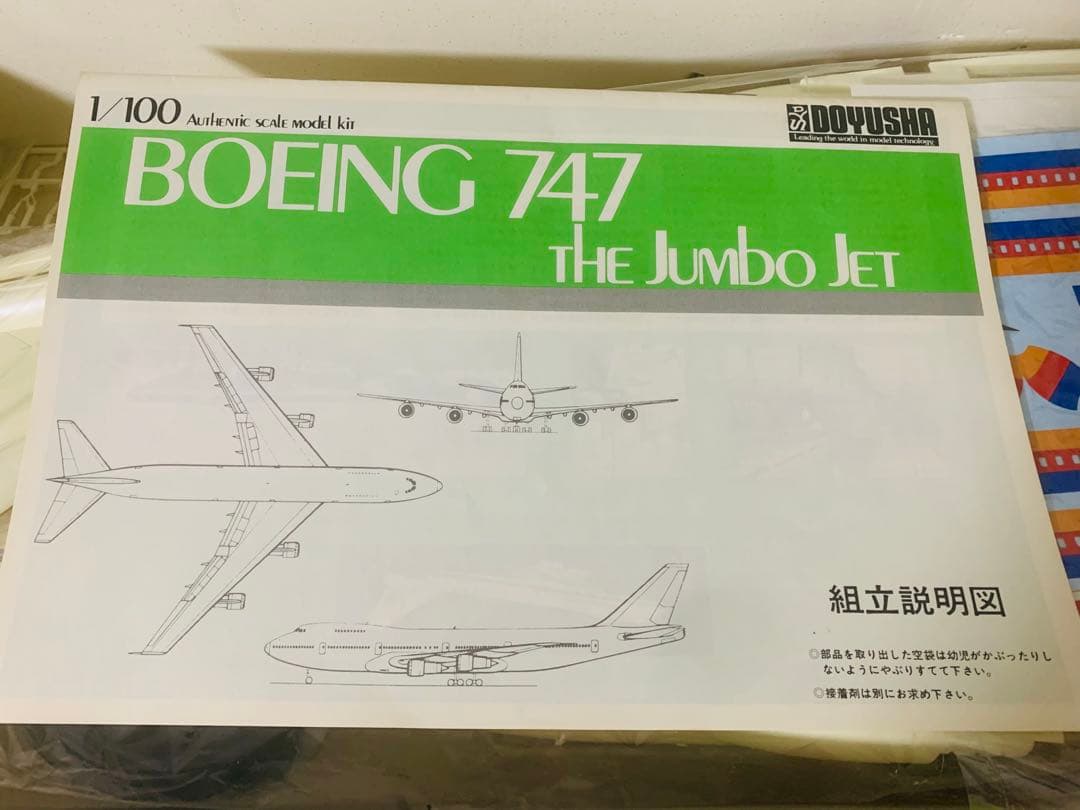 1/100 AUTHENTIC SCALE MODEL KIT
DOYUSHA
Leading the world in model technology.
BOEING 747
THE JUMBO JET
組立説明図
◎部品を取り出した空袋は幼児がかぶったりし
ないようにやぶりすてて下さい。
◎接着剤は別にお求め下さい。